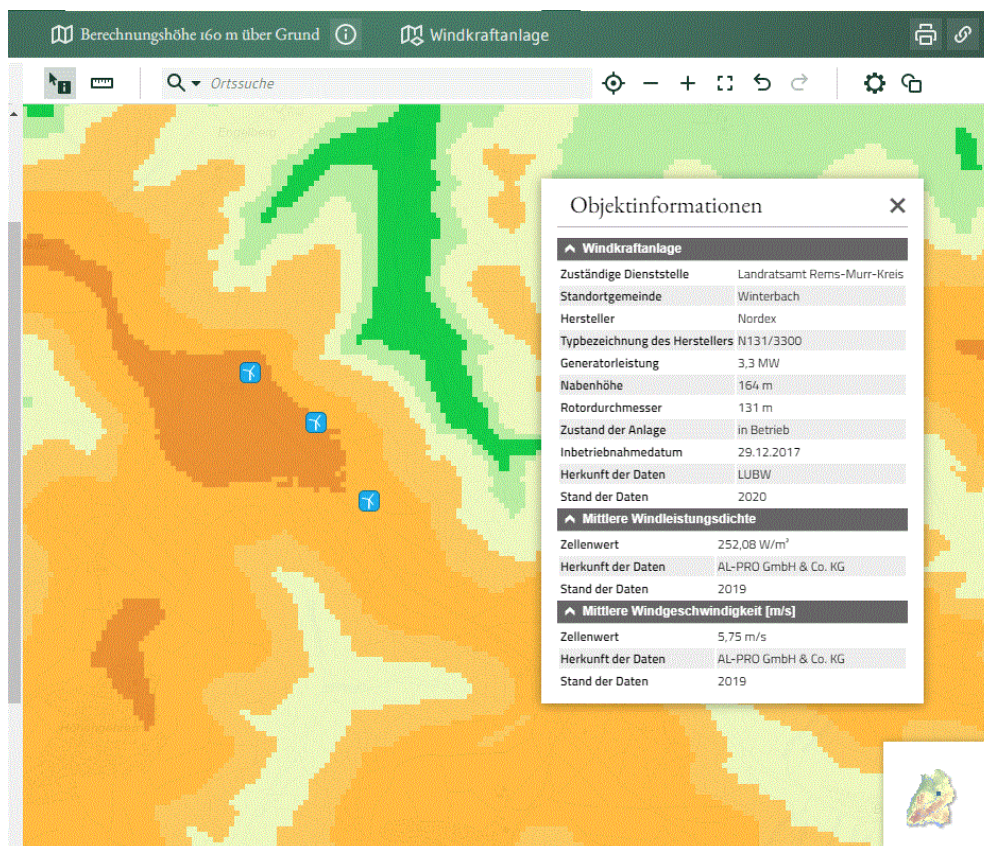 Berechnungshöhe 160 m über Grund
Windkraftanlage
Ortssuche
Engelberg
Objektinformationen
Windkraftanlage
Zuständige Dienststelle Landratsamt Rems-Murr-Kreis
Standortgemeinde Winterbach
Hersteller Nordex
Typbezeichnung des Herstellers N131/3300
Generatorleistung 3,3 MW
Nabenhöhe 164 m
Rotordurchmesser 131 m
Zustand der Anlage in Betrieb
Inbetriebnahmedatum 29.12.2017
Herkunft der Daten LUBW
Stand der Daten 2020
Mittlere Windleistungsdichte
Zellenwert 252,08 W/m²
Herkunft der Daten AL-PRO GmbH & Co. KG
Stand der Daten 2019
Mittlere Windgeschwindigkeit [m/s]
Zellenwert 5,75 m/s
Herkunft der Daten AL-PRO GmbH & Co. KG
Stand der Daten 2019